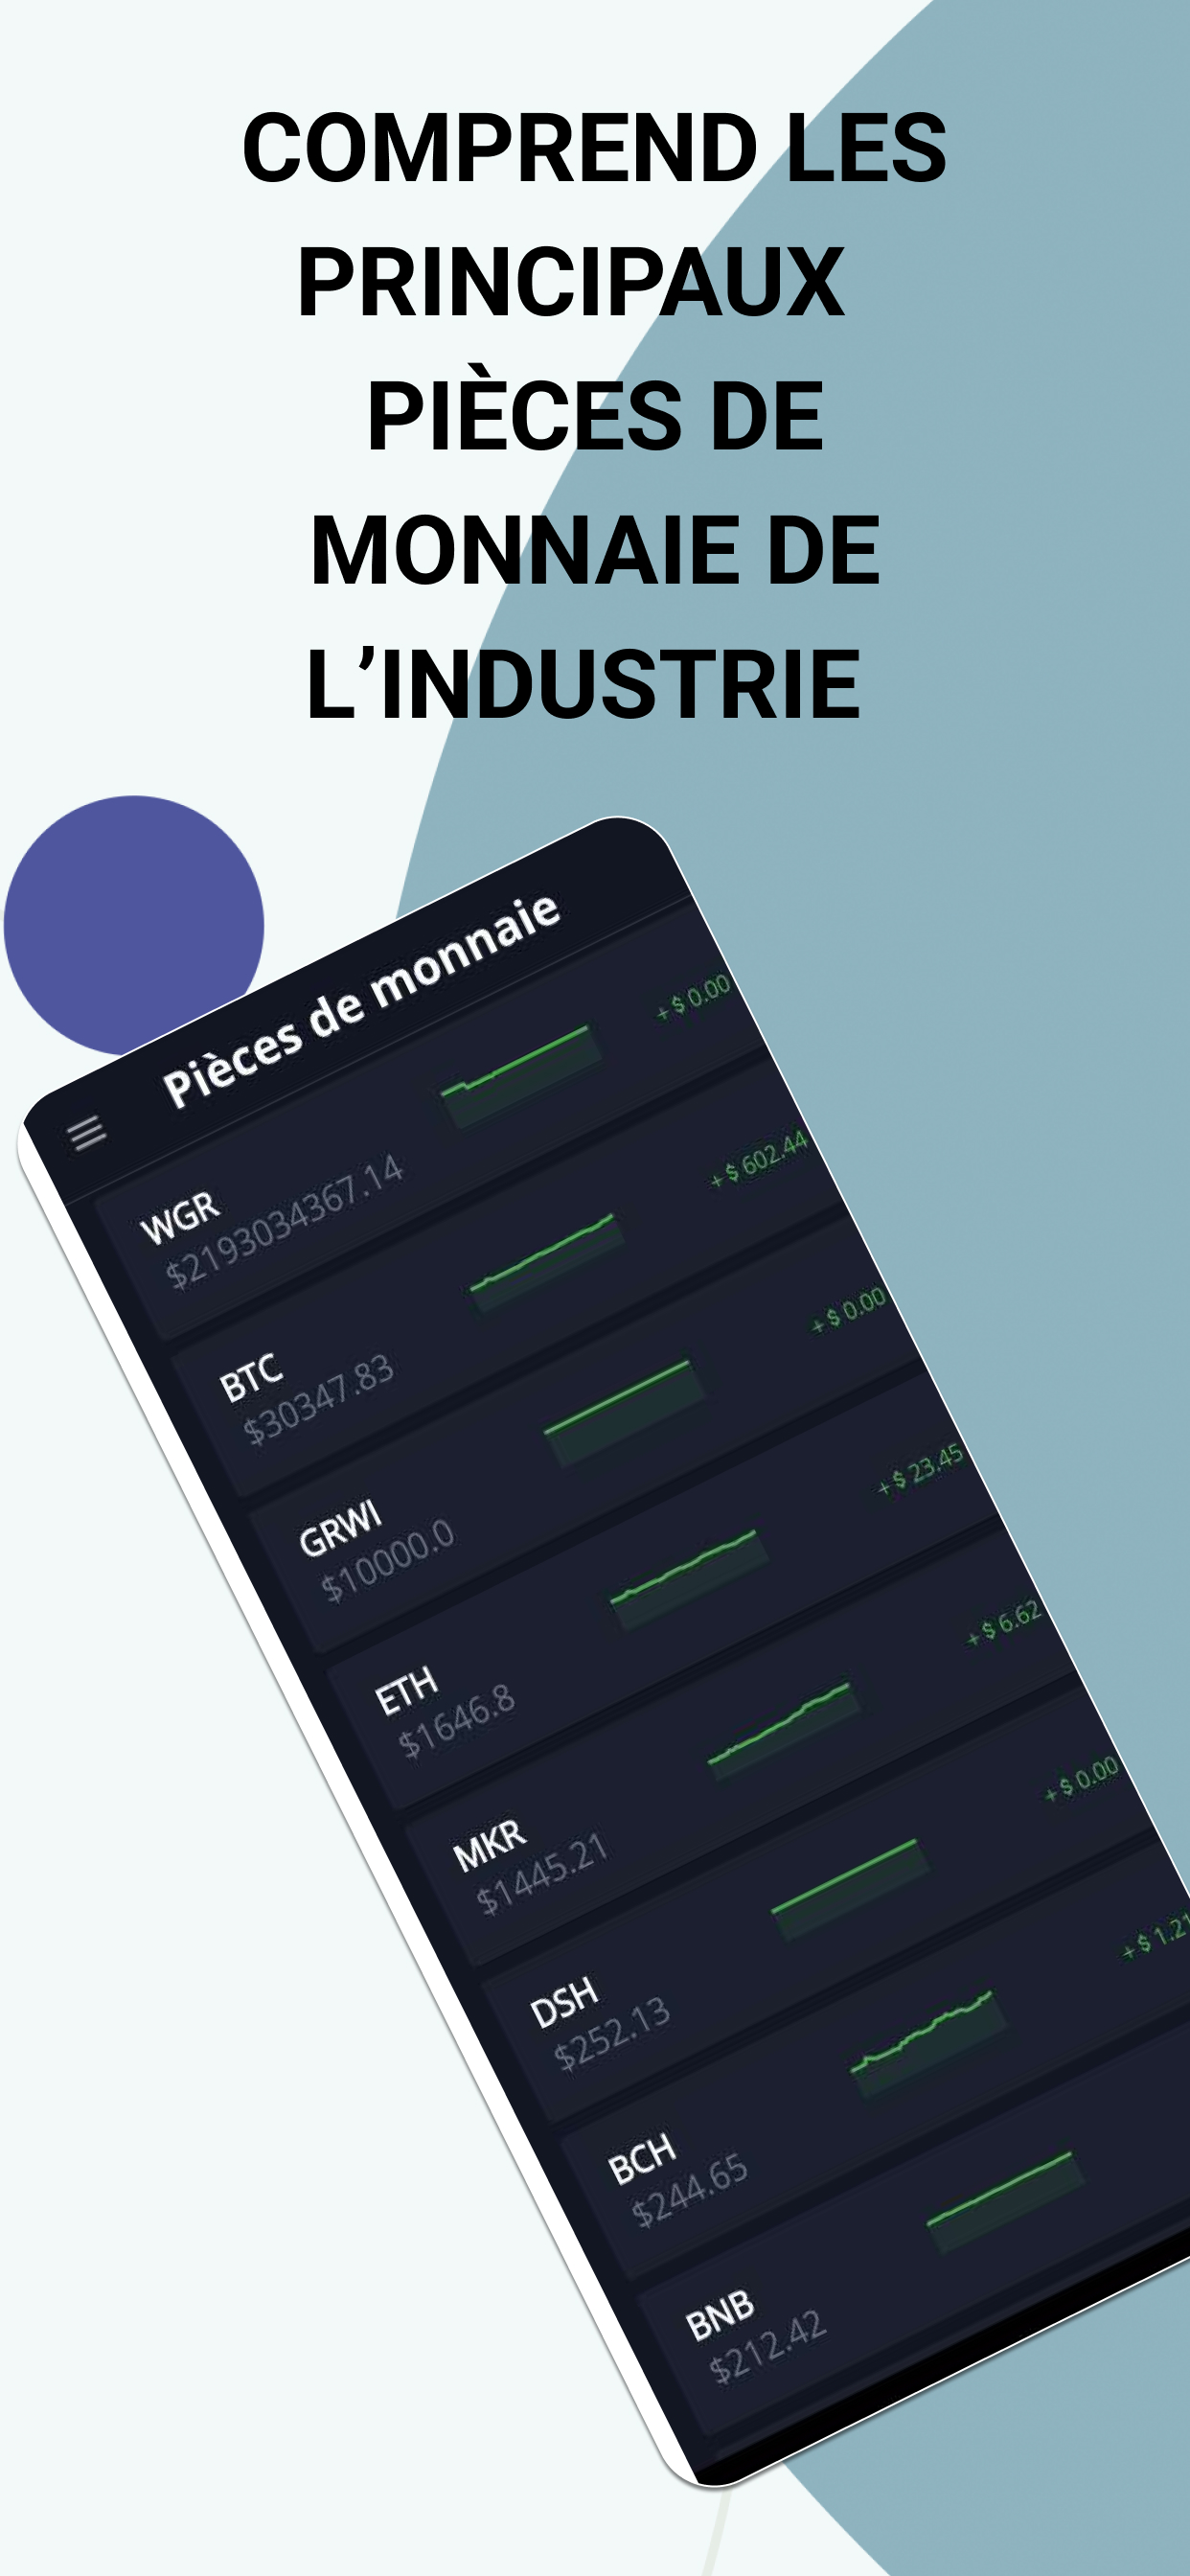 COMPREND LES
PRINCIPAUX
PIÈCES DE
MONNAIE DE
L’INDUSTRIE
Pièces de monnaie
WGR
$2193034367.14
+ $ 0.00
BTC
$30347.83
+ $ 602.44
GRWI
$10000.0
+ $ 0.00
ETH
$1646.8
+ $ 23.45
MKR
$1445.21
+ $ 6.62
DSH
$252.13
+ $ 0.00
BCH
$244.65
+ $ 1.21
BNB
$212.42